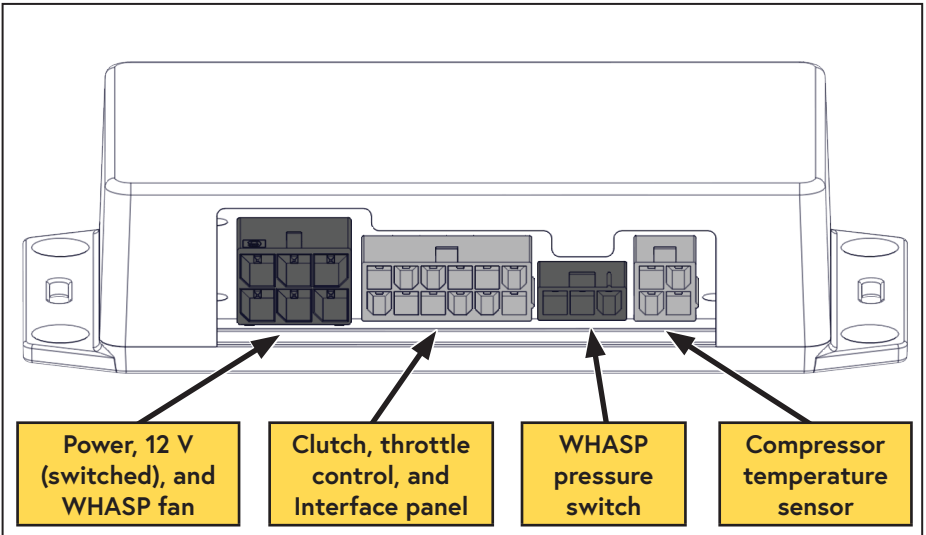 Power, 12 V
(switched), and
WHASP fan
Clutch, throttle
control, and
Interface panel
WHASP
pressure
switch
Compressor
temperature
sensor